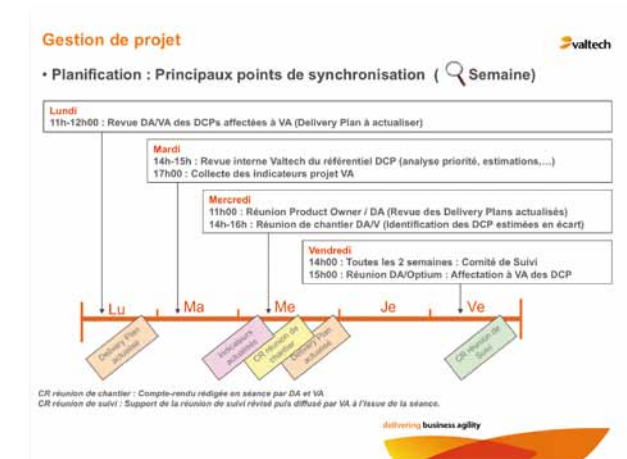 Gestion de projet
valtech
• Planification : Principaux points de synchronisation ( Semaine)
Lundi
11h-12h00 : Revue DA/VA des DCPs affectées à VA (Delivery Plan à actualiser)
Mardi
14h-15h : Revue interne Valtech du référentiel DCP (analyse priorité, estimations,…)
17h00 : Collecte des indicateurs projet VA
Mercredi
11h00 : Réunion Product Owner / DA (Revue des Delivery Plans actualisés)
14h-16h : Réunion de chantier DA/V (Identification des DCP estimées en écart)
Vendredi
14h00 : Toutes les 2 semaines : Comité de Suivi
15h00 : Réunion DA/Optium : Affectation à VA des DCP
Lu Ma Me Je Ve
Delivery Plan
actualisé
Indicateurs
actualisés
CR réunion de
chantier
Delivery Plan
actualisé
CR réunion de
Suivi
CR réunion de chantier : Compte-rendu rédigée en séance par DA et VA
CR réunion de suivi : Support de la réunion de suivi révisé puis diffusé par VA à l'issue de la séance.
delivering business agility